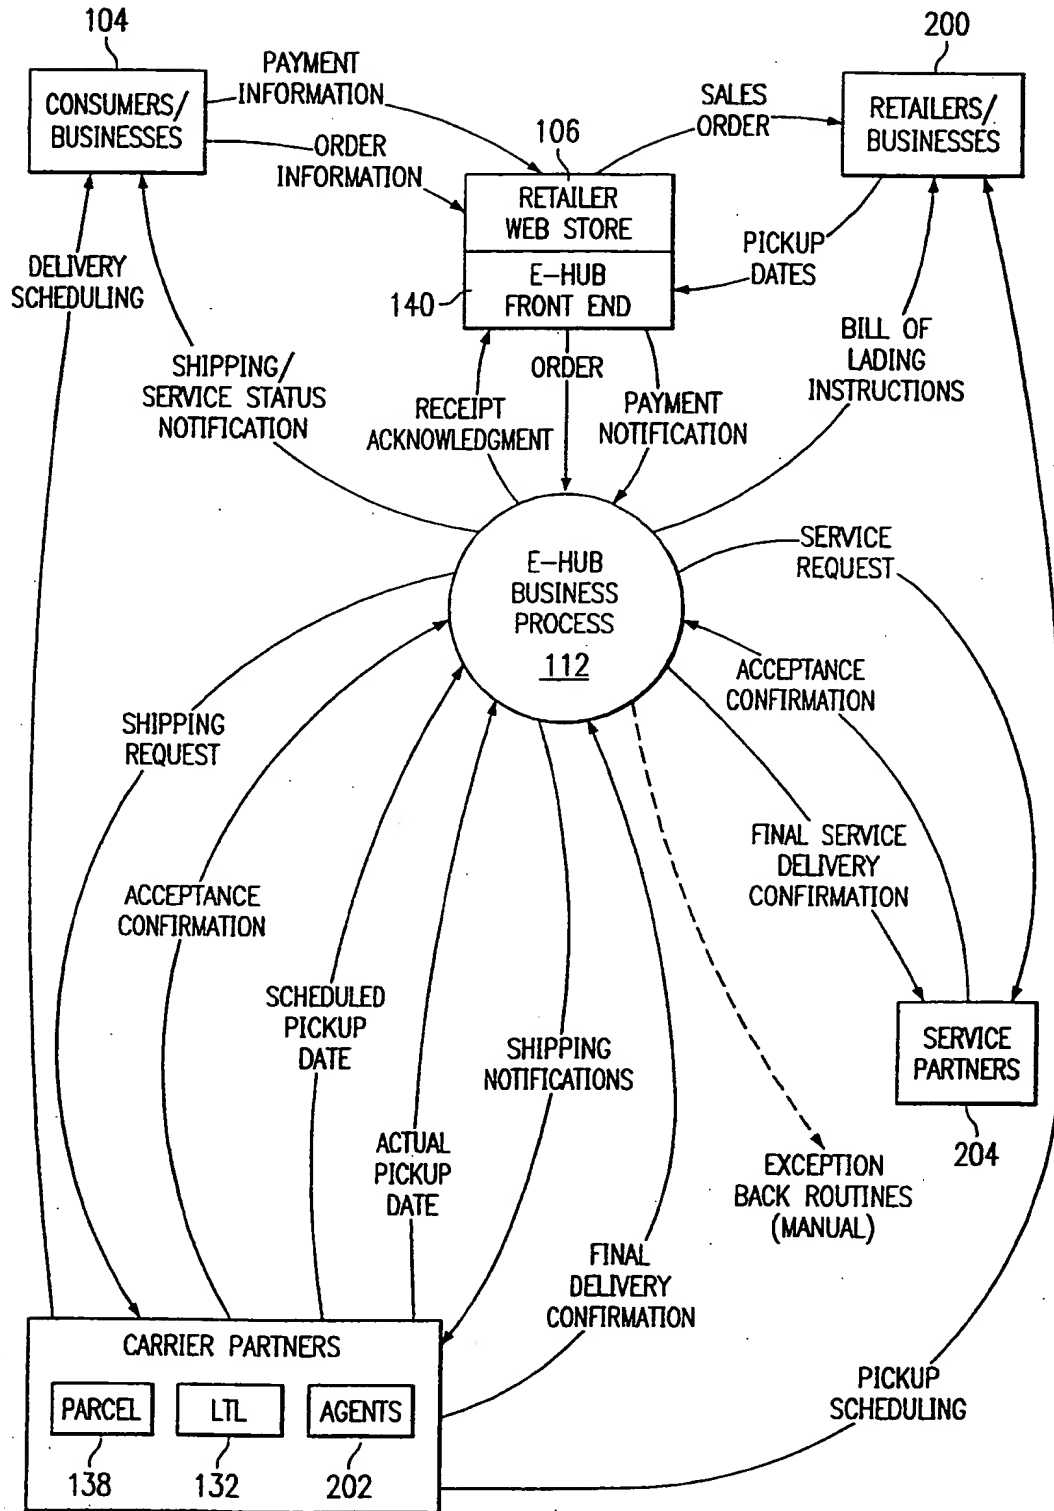 104
200
CONSUMERS/
BUSINESSES
PAYMENT
INFORMATION
ORDER
INFORMATION
SALES
ORDER
RETAILERS/
BUSINESSES
106
RETAILER
WEB STORE
E-HUB
FRONT END
140
PICKUP
DATES
DELIVERY
SCHEDULING
SHIPPING/
SERVICE STATUS
NOTIFICATION
RECEIPT
ACKNOWLEDGMENT
ORDER
PAYMENT
NOTIFICATION
BILL OF
LADING
INSTRUCTIONS
E-HUB
BUSINESS
PROCESS
112
SERVICE
REQUEST
ACCEPTANCE
CONFIRMATION
SHIPPING
REQUEST
FINAL SERVICE
DELIVERY
CONFIRMATION
ACCEPTANCE
CONFIRMATION
SCHEDULED
PICKUP
DATE
SHIPPING
NOTIFICATIONS
SERVICE
PARTNERS
204
ACTUAL
PICKUP
DATE
EXCEPTION
BACK ROUTINES
(MANUAL)
FINAL
DELIVERY
CONFIRMATION
CARRIER PARTNERS
PARCEL
LTL
AGENTS
138
132
202
PICKUP
SCHEDULING